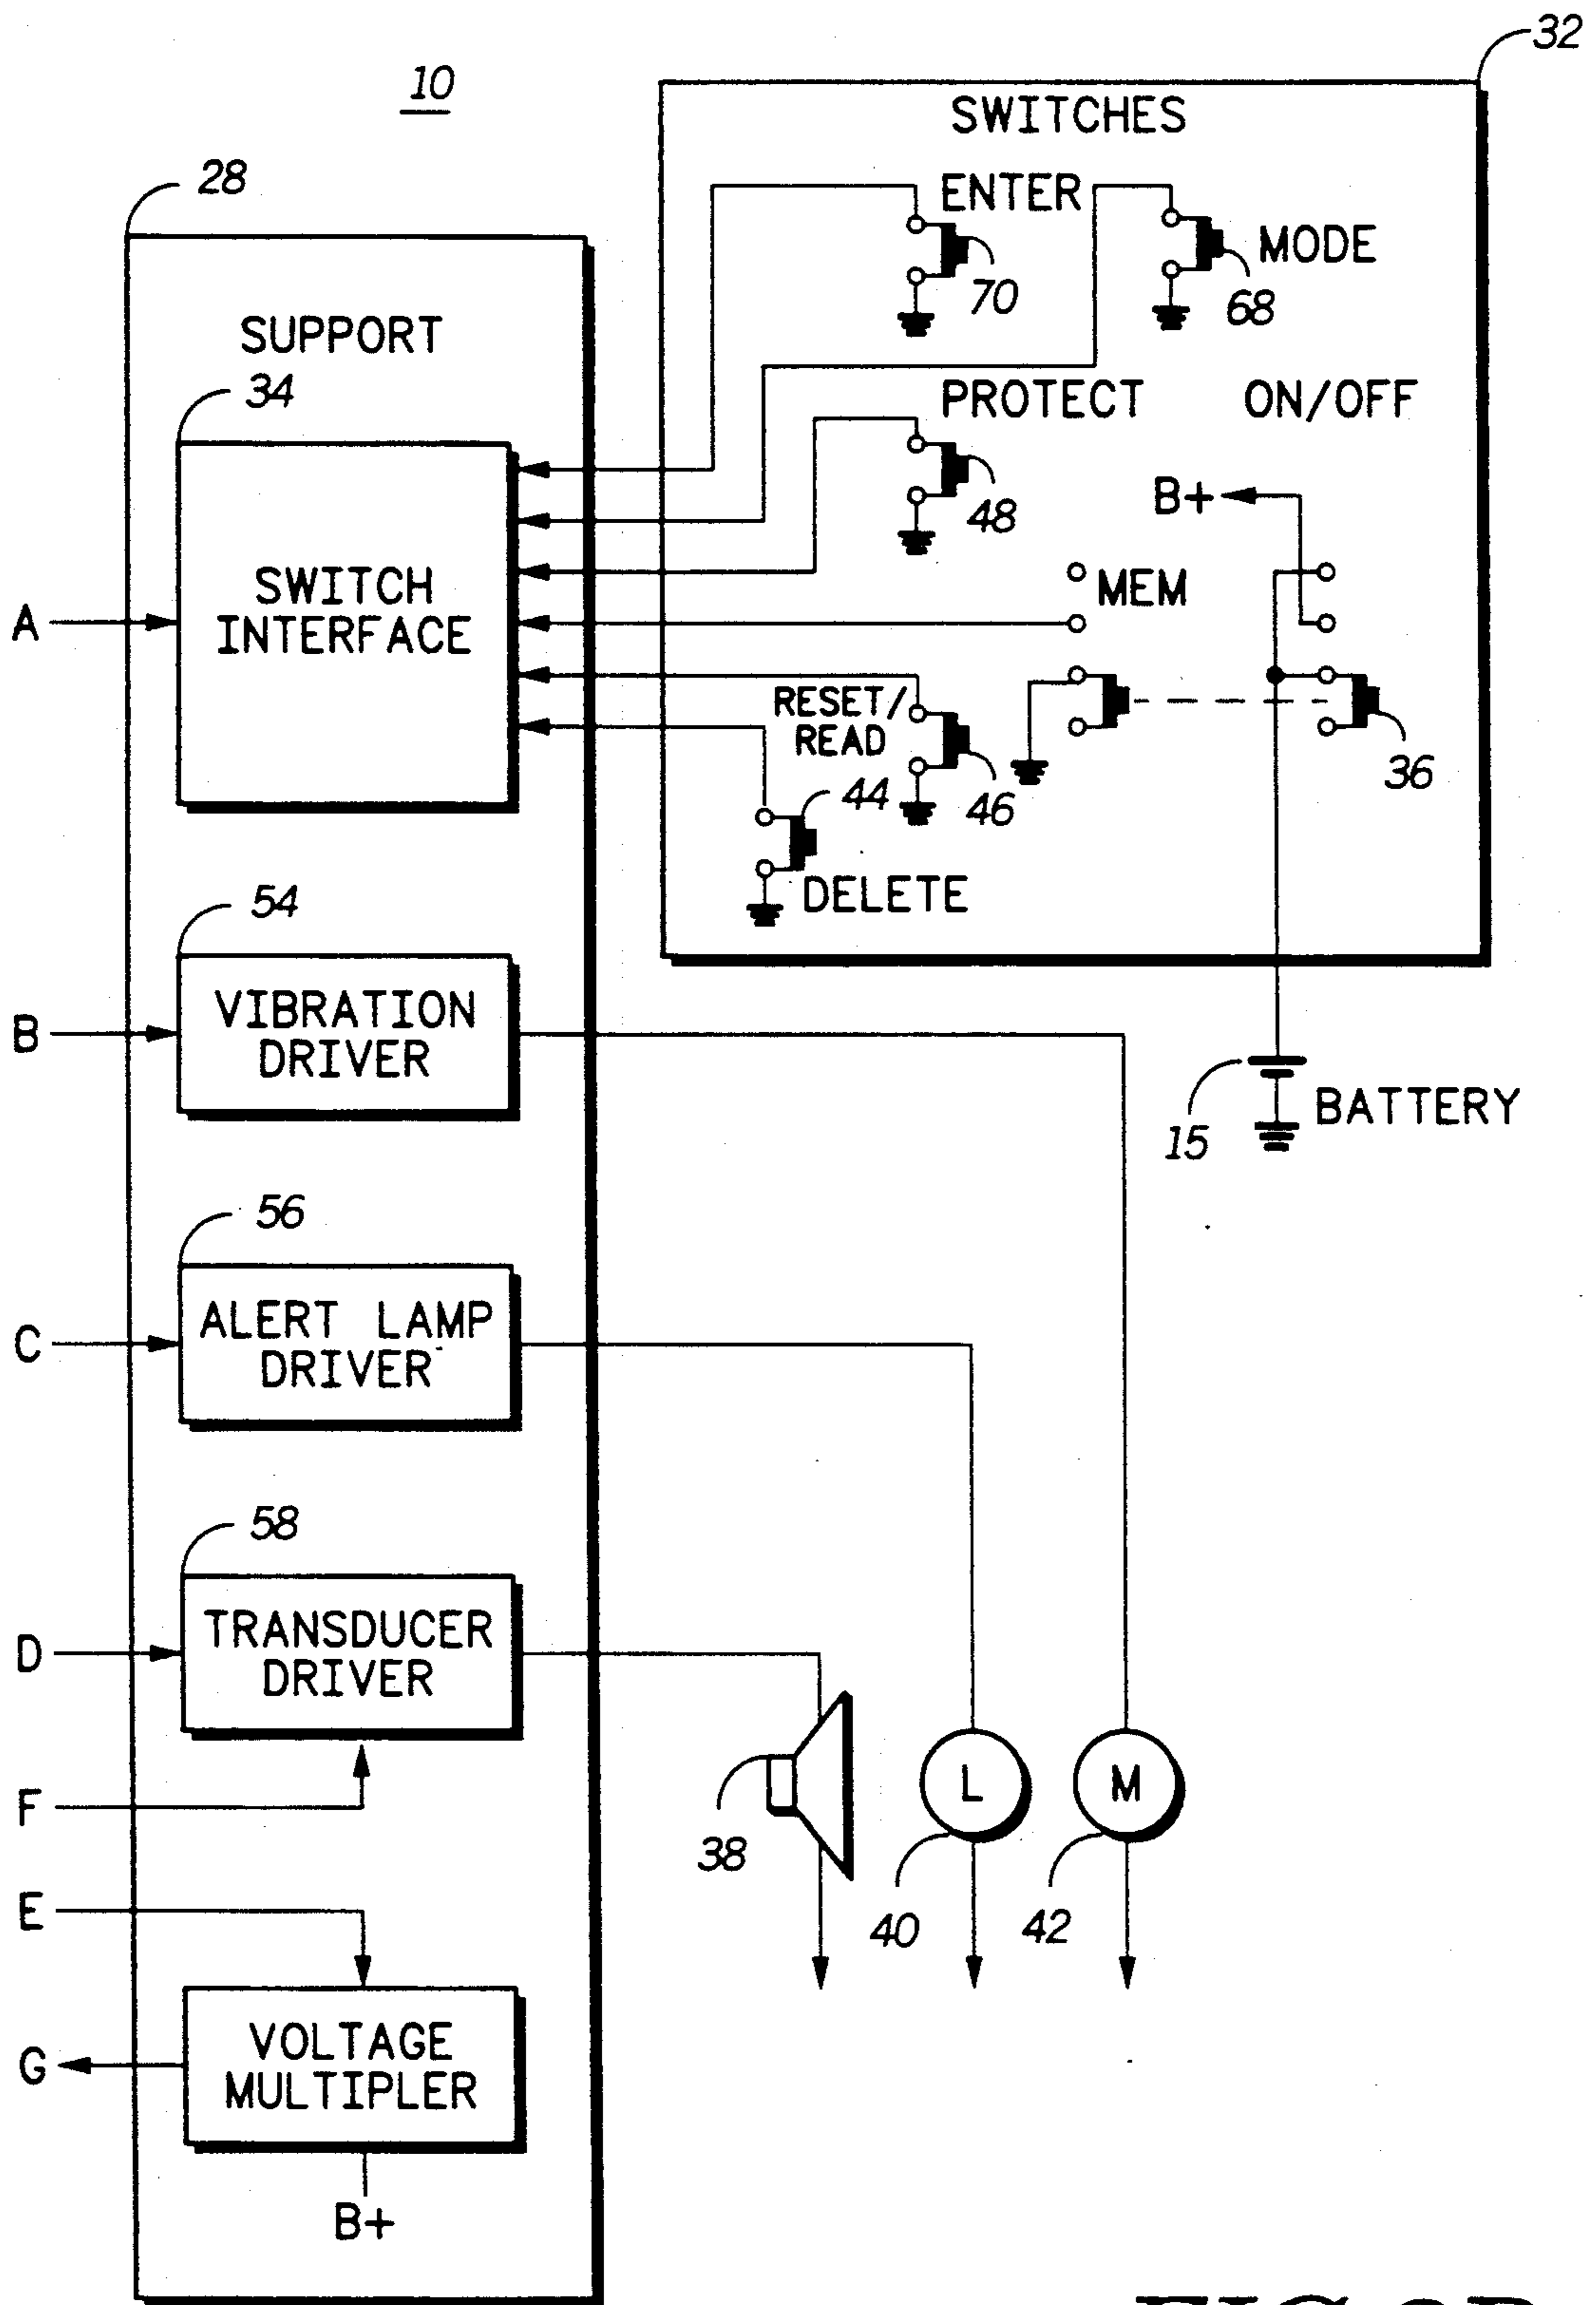 32
10
SWITCHES
28
ENTER
MODE
70
68
SUPPORT
34
PROTECT
ON/OFF
48
B+
SWITCH
INTERFACE
MEM
A
RESET/
READ
46
36
44
DELETE
54
VIBRATION
DRIVER
B
BATTERY
15
56
ALERT LAMP
DRIVER
C
58
TRANSDUCER
DRIVER
D
F
L
M
38
40
42
E
VOLTAGE
MULTIPLER
G
B+